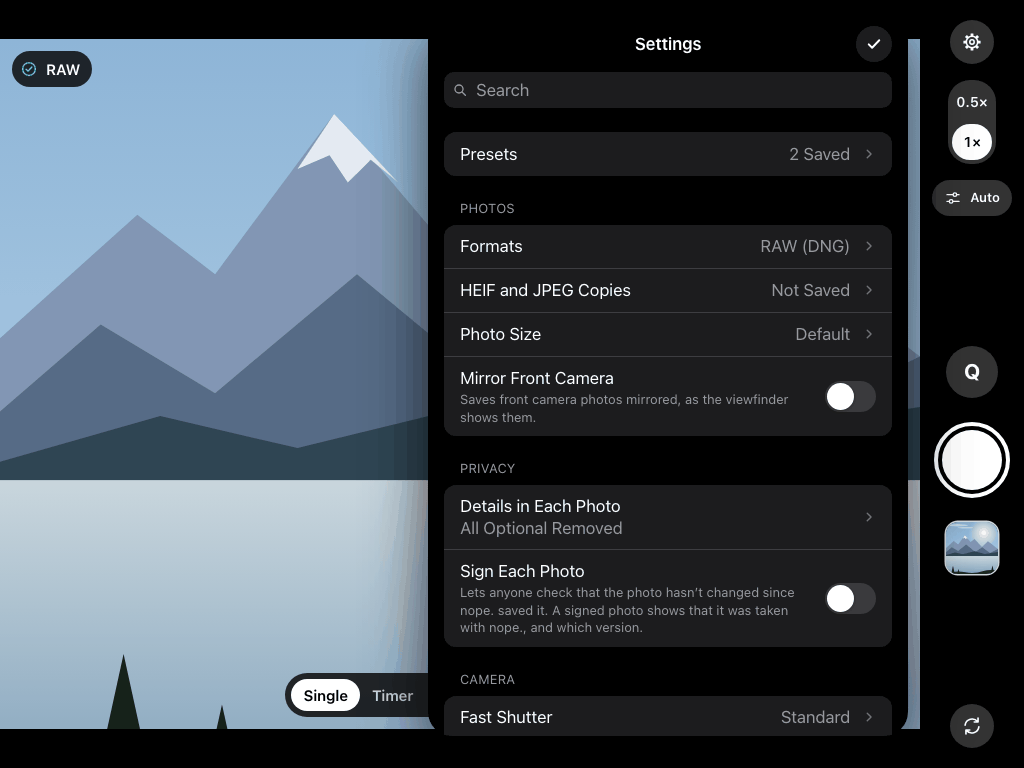 RAW
Settings
Search
Presets
2 Saved
PHOTOS
Formats
RAW (DNG)
HEIF and JPEG Copies
Not Saved
Photo Size
Default
Mirror Front Camera
Saves front camera photos mirrored, as the viewfinder
shows them.
PRIVACY
Details in Each Photo
All Optional Removed
Sign Each Photo
Lets anyone check that the photo hasn't changed since
nope. saved it. A signed photo shows that it was taken
with nope., and which version.
CAMERA
Fast Shutter
Standard
Single
Timer
0.5×
1×
Auto
Q